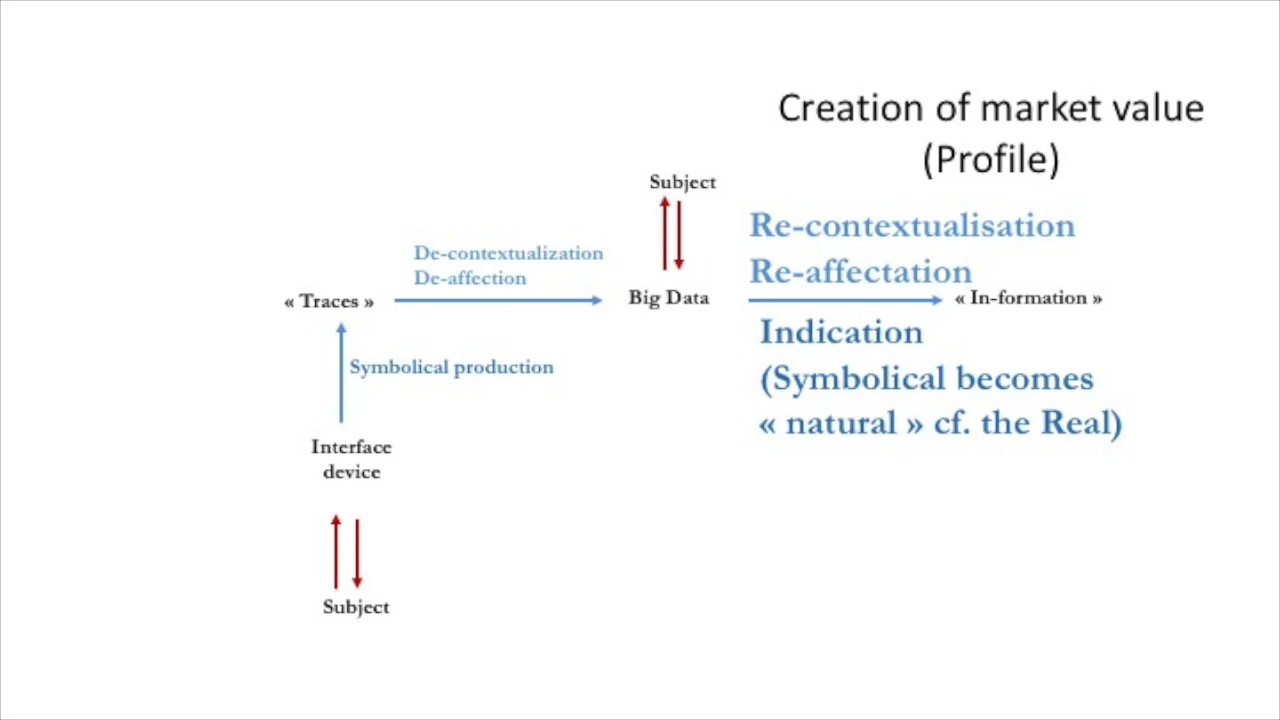 Creation of market value
(Profile)
Subject
Re-contextualisation
De-contextualization
Re-affectation
De-affection
« Traces »
Big Data
« In-formation »
Indication
Symbolical production
(Symbolical becomes
« natural » cf. the Real)
Interface
device
Subject